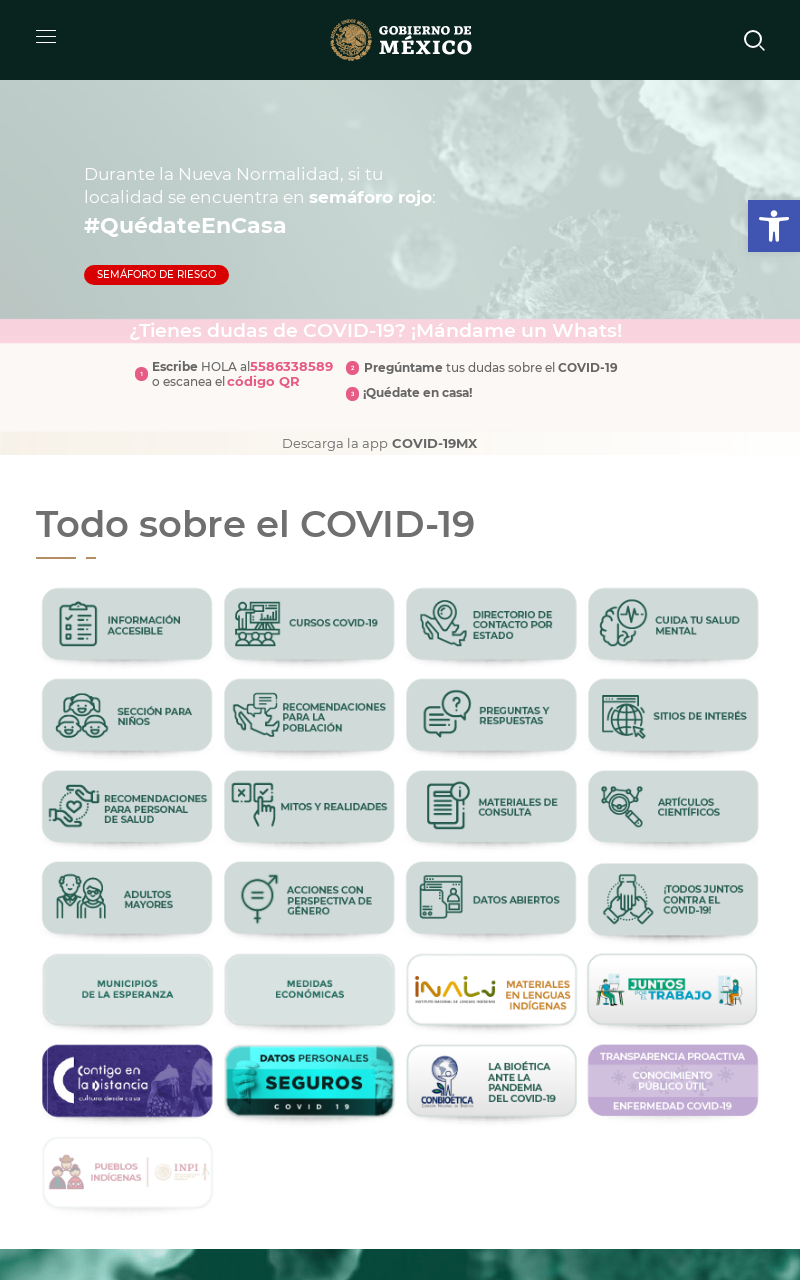 GOBIERNO DE
MÉXICO
Durante la Nueva Normalidad, si tu
localidad se encuentra en semáforo rojo:
#QuédateEnCasa
SEMÁFORO DE RIESGO
¿Tienes dudas de COVID-19? ¡Mándame un Whats!
1 Escribe HOLA al 5586338589
o escanea el código QR
2 Pregúntame tus dudas sobre el COVID-19
3 ¡Quédate en casa!
Descarga la app COVID-19MX
Todo sobre el COVID-19
INFORMACIÓN
ACCESIBLE
CURSOS COVID-19
DIRECTORIO DE
CONTACTO POR
ESTADO
CUIDA TU SALUD
MENTAL
SECCIÓN PARA
NIÑOS
RECOMENDACIONES
PARA LA
POBLACIÓN
PREGUNTAS Y
RESPUESTAS
SITIOS DE INTERÉS
RECOMENDACIONES
PARA PERSONAL
DE SALUD
MITOS Y REALIDADES
MATERIALES DE
CONSULTA
ARTÍCULOS
CIENTÍFICOS
ADULTOS
MAYORES
ACCIONES CON
PERSPECTIVA DE
GÉNERO
DATOS ABIERTOS
¡TODOS JUNTOS
CONTRA EL
COVID-19!
MUNICIPIOS
DE LA ESPERANZA
MEDIDAS
ECONÓMICAS
INALI
INSTITUTO NACIONAL DE LENGUAS INDÍGENAS
MATERIALES
EN LENGUAS
INDÍGENAS
JUNTOS
POR EL TRABAJO
Contigo en
la Distancia
cultura desde casa
DATOS PERSONALES
SEGUROS
COVID 19
CONBIOÉTICA
LA BIOÉTICA
ANTE LA
PANDEMIA
DEL COVID-19
TRANSPARENCIA PROACTIVA
CONOCIMIENTO
PÚBLICO ÚTIL
ENFERMEDAD COVID-19
PUEBLOS
INDÍGENAS
INPI